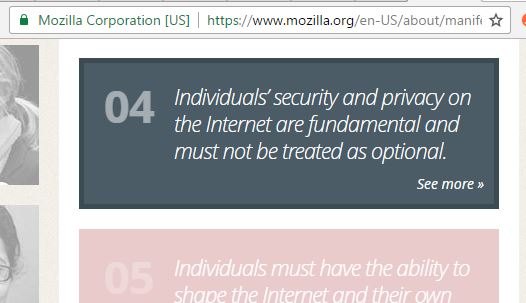 Mozilla Corporation [US] | https://www.mozilla.org/en-US/about/manife
04
Individuals’ security and privacy on
the Internet are fundamental and
must not be treated as optional.
See more »
05
Individuals must have the ability to
shape the Internet and their own